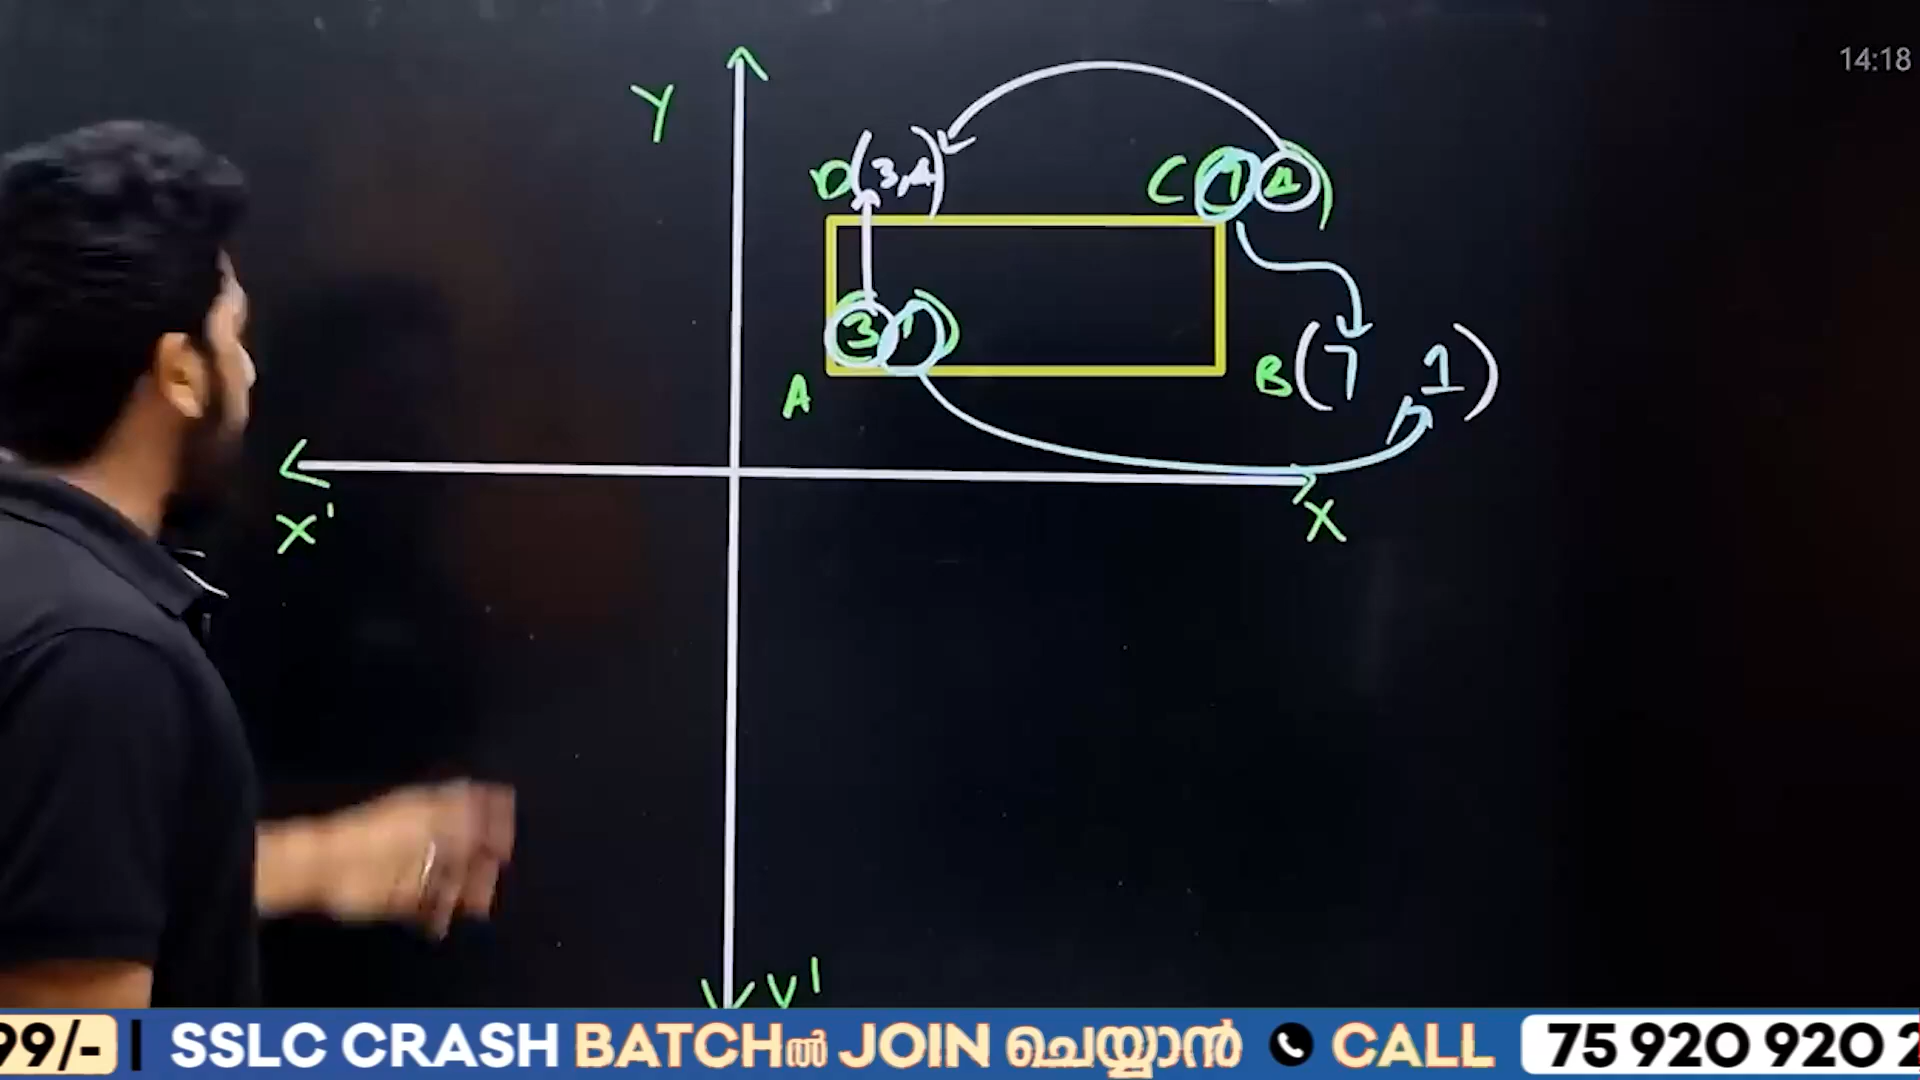 14:18
Y
D(3,4)
C(7 4)
(3 1)
B(7 1)
A
X'
X
Y'
99/- | SSLC CRASH BATCHൽ JOIN ചെയ്യാൻ CALL 75 920 920 2